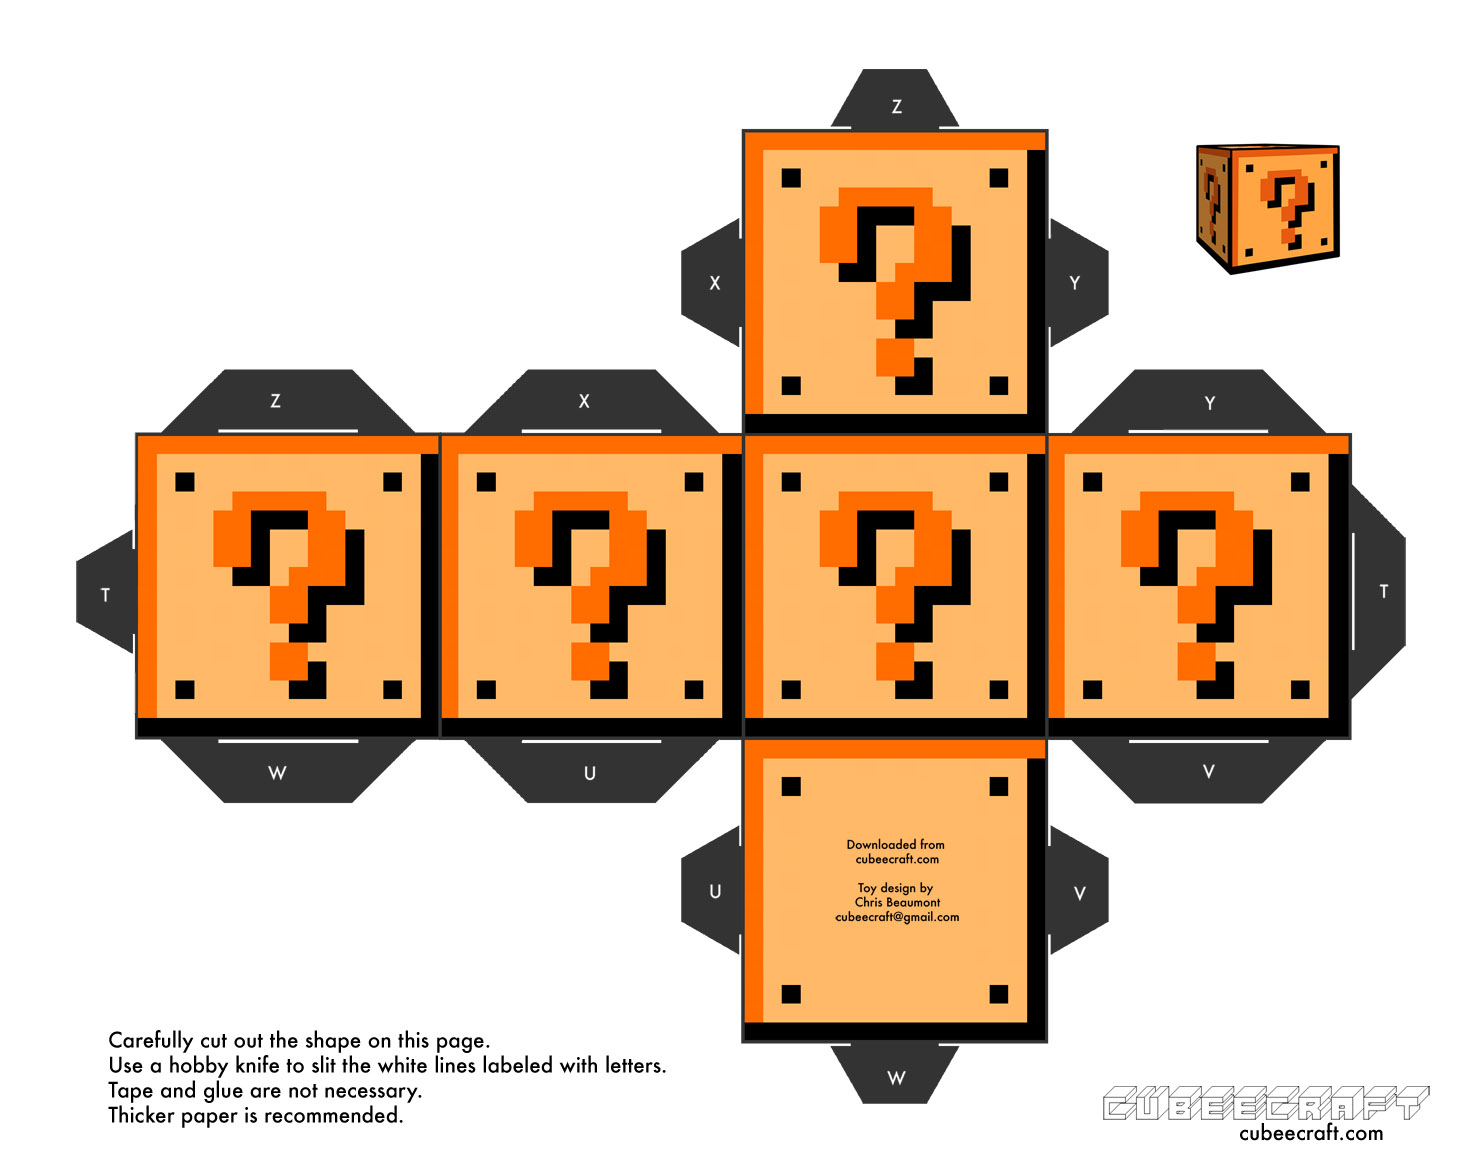 Z
X
Y
Z
X
Y
? 
?
?
?
?
T
T
W
U
V
Downloaded from
cubeecraft.com
Toy design by
Chris Beaumont
cubeecraft@gmail.com
U
V
W
Carefully cut out the shape on this page.
Use a hobby knife to slit the white lines labeled with letters.
Tape and glue are not necessary.
Thicker paper is recommended.
CUBEECRAFT
cubeecraft.com